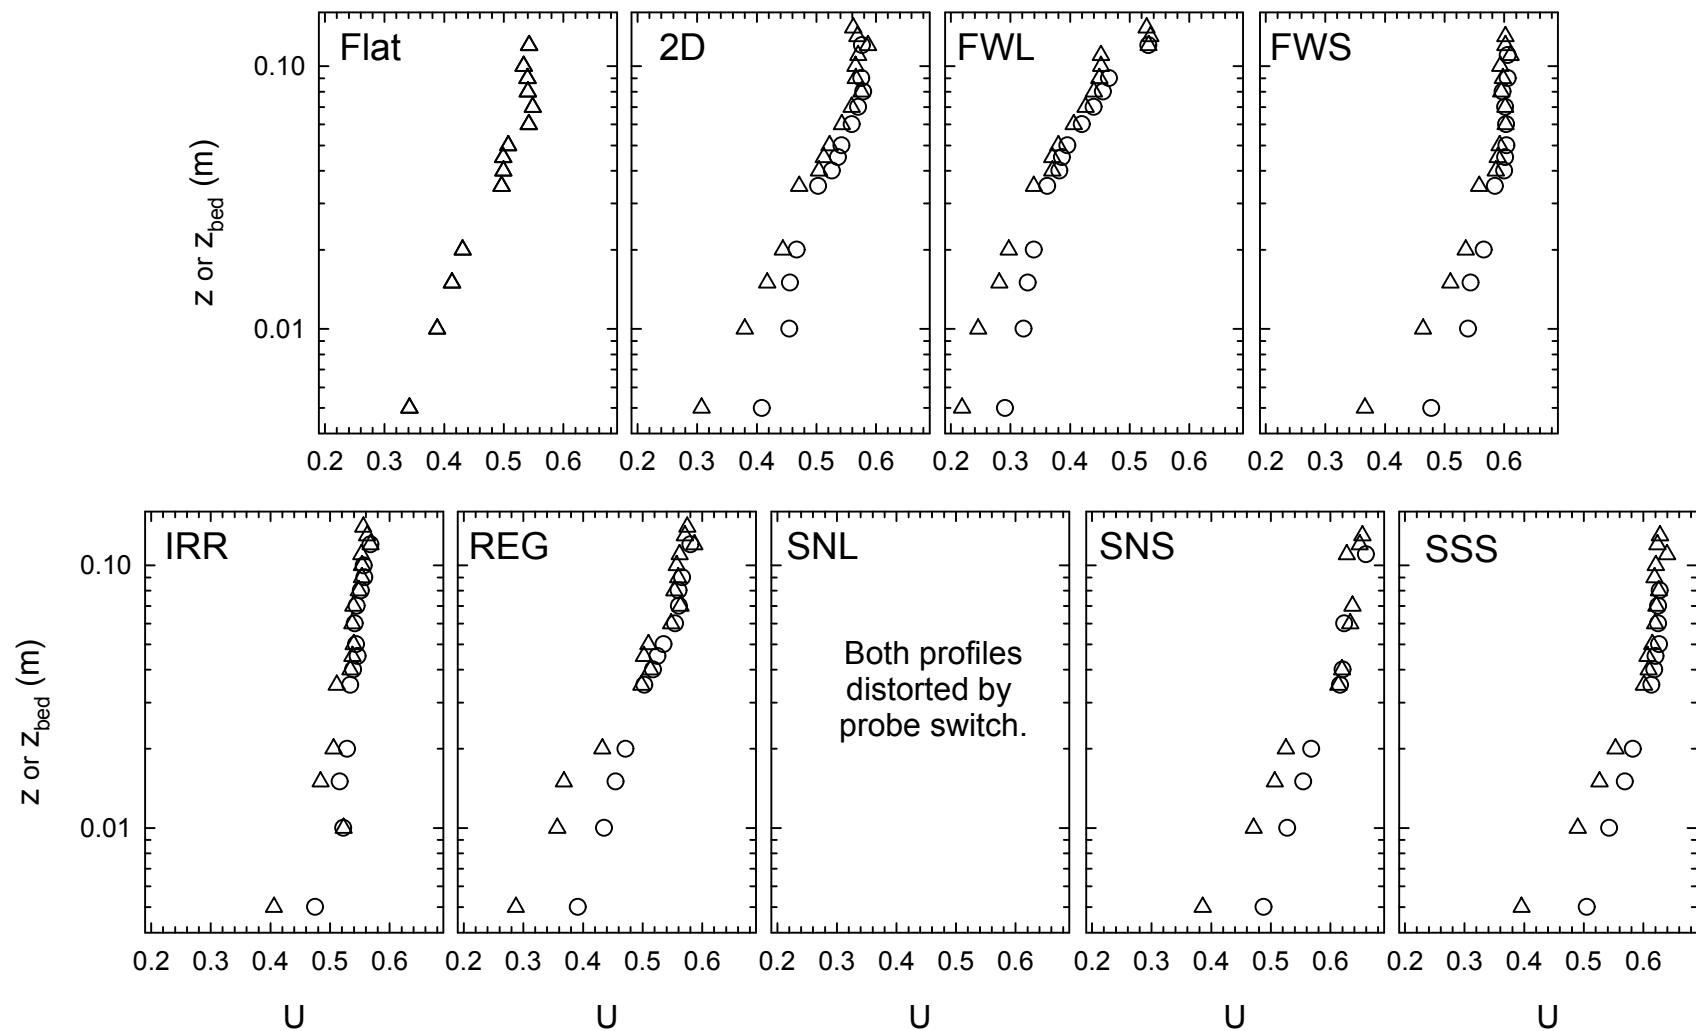 Flat 2D FWL FWS
0.10
z or z_bed (m)
0.01
0.2 0.3 0.4 0.5 0.6 0.2 0.3 0.4 0.5 0.6 0.2 0.3 0.4 0.5 0.6 0.2 0.3 0.4 0.5 0.6
IRR REG SNL SNS SSS
0.10
Both profiles
distorted by
probe switch.
z or z_bed (m)
0.01
0.2 0.3 0.4 0.5 0.6 0.2 0.3 0.4 0.5 0.6 0.2 0.3 0.4 0.5 0.6 0.2 0.3 0.4 0.5 0.6 0.2 0.3 0.4 0.5 0.6
U U U U U